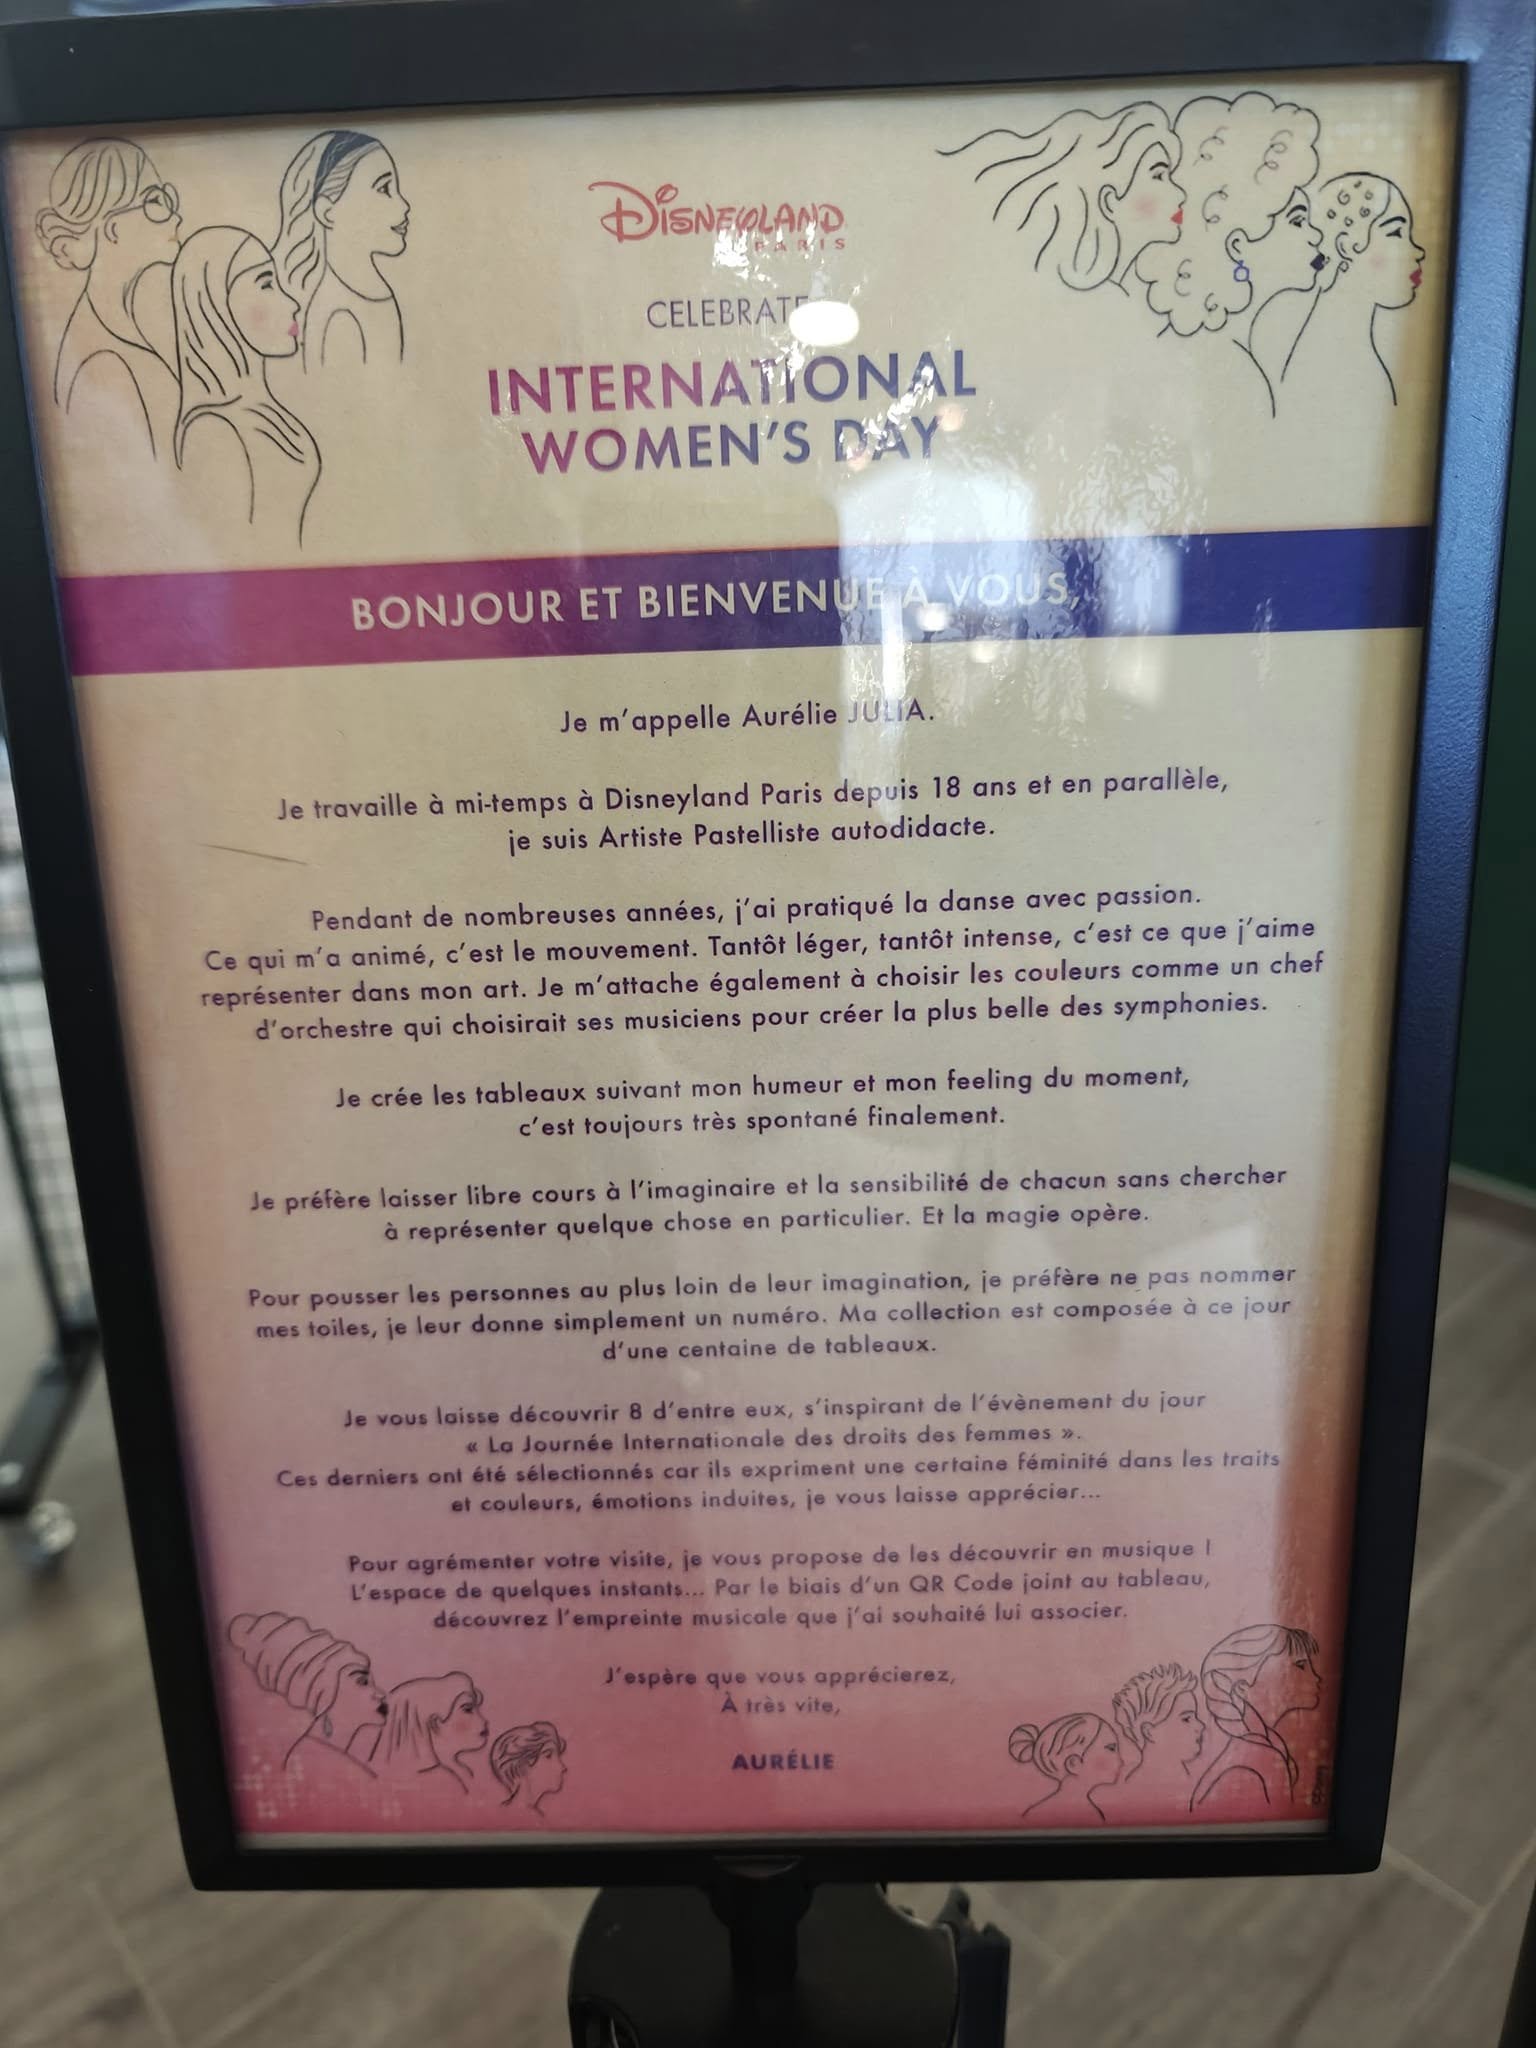 DISNEYLAND
PARIS
CELEBRATE
INTERNATIONAL
WOMEN'S DAY
BONJOUR ET BIENVENUE À VOUS,
Je m'appelle Aurélie JULIA.
Je travaille à mi-temps à Disneyland Paris depuis 18 ans et en parallèle,
je suis Artiste Pastelliste autodidacte.
Pendant de nombreuses années, j'ai pratiqué la danse avec passion.
Ce qui m'a animé, c'est le mouvement. Tantôt léger, tantôt intense, c'est ce que j'aime
représenter dans mon art. Je m'attache également à choisir les couleurs comme un chef
d'orchestre qui choisirait ses musiciens pour créer la plus belle des symphonies.
Je crée les tableaux suivant mon humeur et mon feeling du moment,
c'est toujours très spontané finalement.
Je préfère laisser libre cours à l'imaginaire et la sensibilité de chacun sans chercher
à représenter quelque chose en particulier. Et la magie opère.
Pour pousser les personnes au plus loin de leur imagination, je préfère ne pas nommer
mes toiles, je leur donne simplement un numéro. Ma collection est composée à ce jour
d'une centaine de tableaux.
Je vous laisse découvrir 8 d'entre eux, s'inspirant de l'évènement du jour
« La Journée Internationale des droits des femmes ».
Ces derniers ont été sélectionnés car ils expriment une certaine féminité dans les traits
et couleurs, émotions induites, je vous laisse apprécier...
Pour agrémenter votre visite, je vous propose de les découvrir en musique !
L'espace de quelques instants... Par le biais d'un QR Code joint au tableau,
découvrez l'empreinte musicale que j'ai souhaité lui associer.
J'espère que vous apprécierez,
À très vite,
AURÉLIE